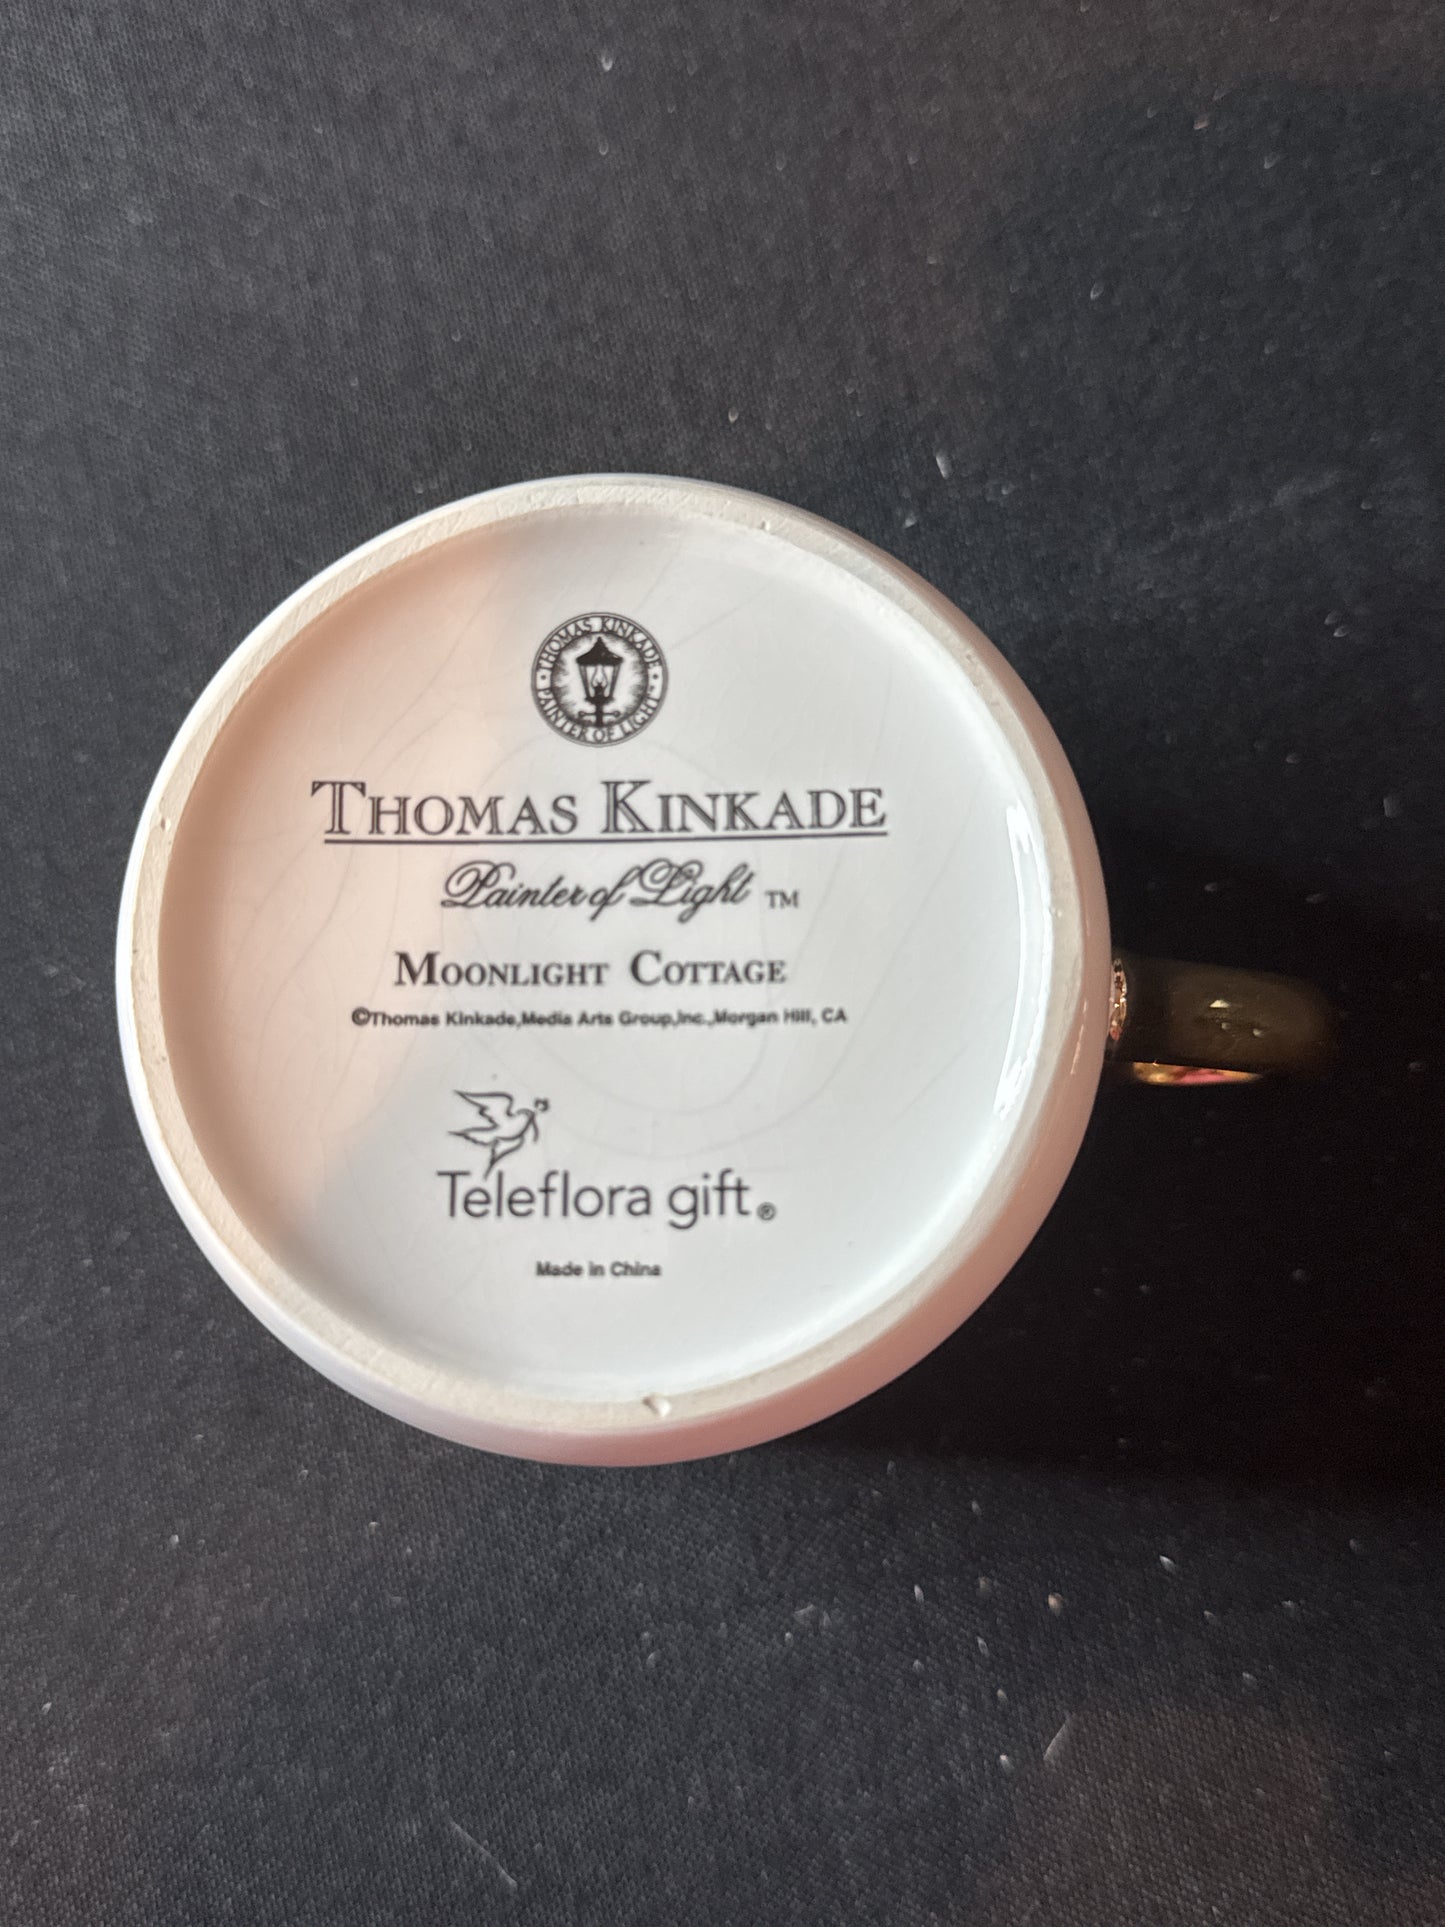 THOMAS KINKADE
PAINTER OF LIGHT
THOMAS KINKADE
Painter of Light TM
MOONLIGHT COTTAGE
©Thomas Kinkade,Media Arts Group,Inc.,Morgan Hill, CA
Teleflora gift®
Made in China